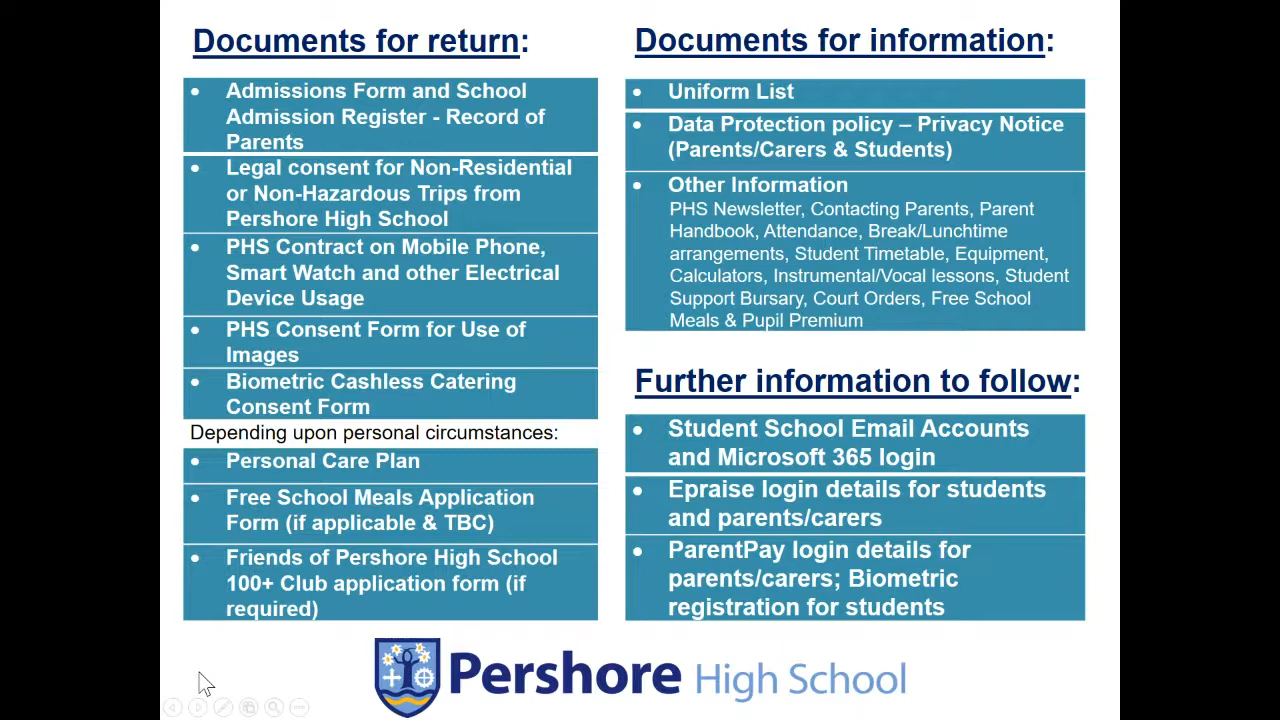 Documents for return:
• Admissions Form and School
Admission Register - Record of
Parents
• Legal consent for Non-Residential
or Non-Hazardous Trips from
Pershore High School
• PHS Contract on Mobile Phone,
Smart Watch and other Electrical
Device Usage
• PHS Consent Form for Use of
Images
• Biometric Cashless Catering
Consent Form
Depending upon personal circumstances:
• Personal Care Plan
• Free School Meals Application
Form (if applicable & TBC)
• Friends of Pershore High School
100+ Club application form (if
required)
Documents for information:
• Uniform List
• Data Protection policy – Privacy Notice
(Parents/Carers & Students)
• Other Information
PHS Newsletter, Contacting Parents, Parent
Handbook, Attendance, Break/Lunchtime
arrangements, Student Timetable, Equipment,
Calculators, Instrumental/Vocal lessons, Student
Support Bursary, Court Orders, Free School
Meals & Pupil Premium
Further information to follow:
• Student School Email Accounts
and Microsoft 365 login
• Epraise login details for students
and parents/carers
• ParentPay login details for
parents/carers; Biometric
registration for students
Pershore High School